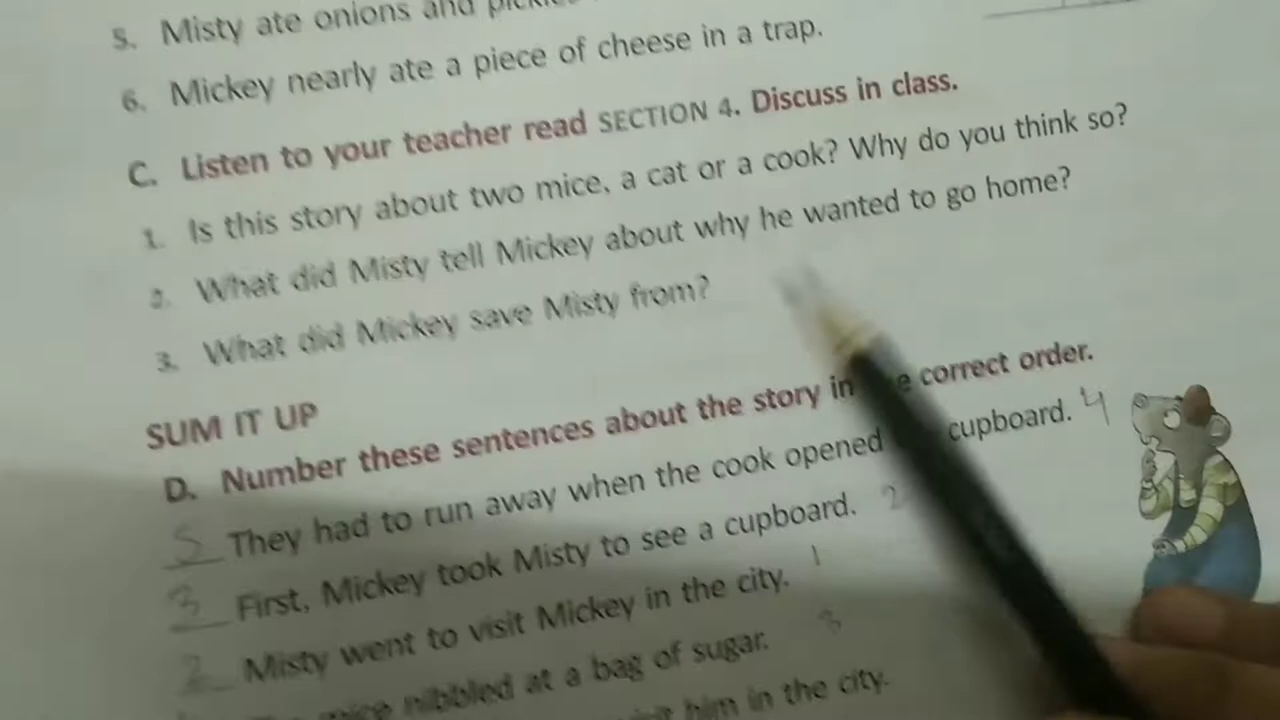 5. Misty ate onions and
6. Mickey nearly ate a piece of cheese in a trap.
C. Listen to your teacher read SECTION 4. Discuss in class.
1. Is this story about two mice, a cat or a cook? Why do you think so?
2. What did Misty tell Mickey about why he wanted to go home?
3. What did Mickey save Misty from?
SUM IT UP
D. Number these sentences about the story in correct order.
5 They had to run away when the cook opened cupboard. 4
3 First, Mickey took Misty to see a cupboard. 2
2 Misty went to visit Mickey in the city. 1
mice nibbled at a bag of sugar. 3
him in the city.